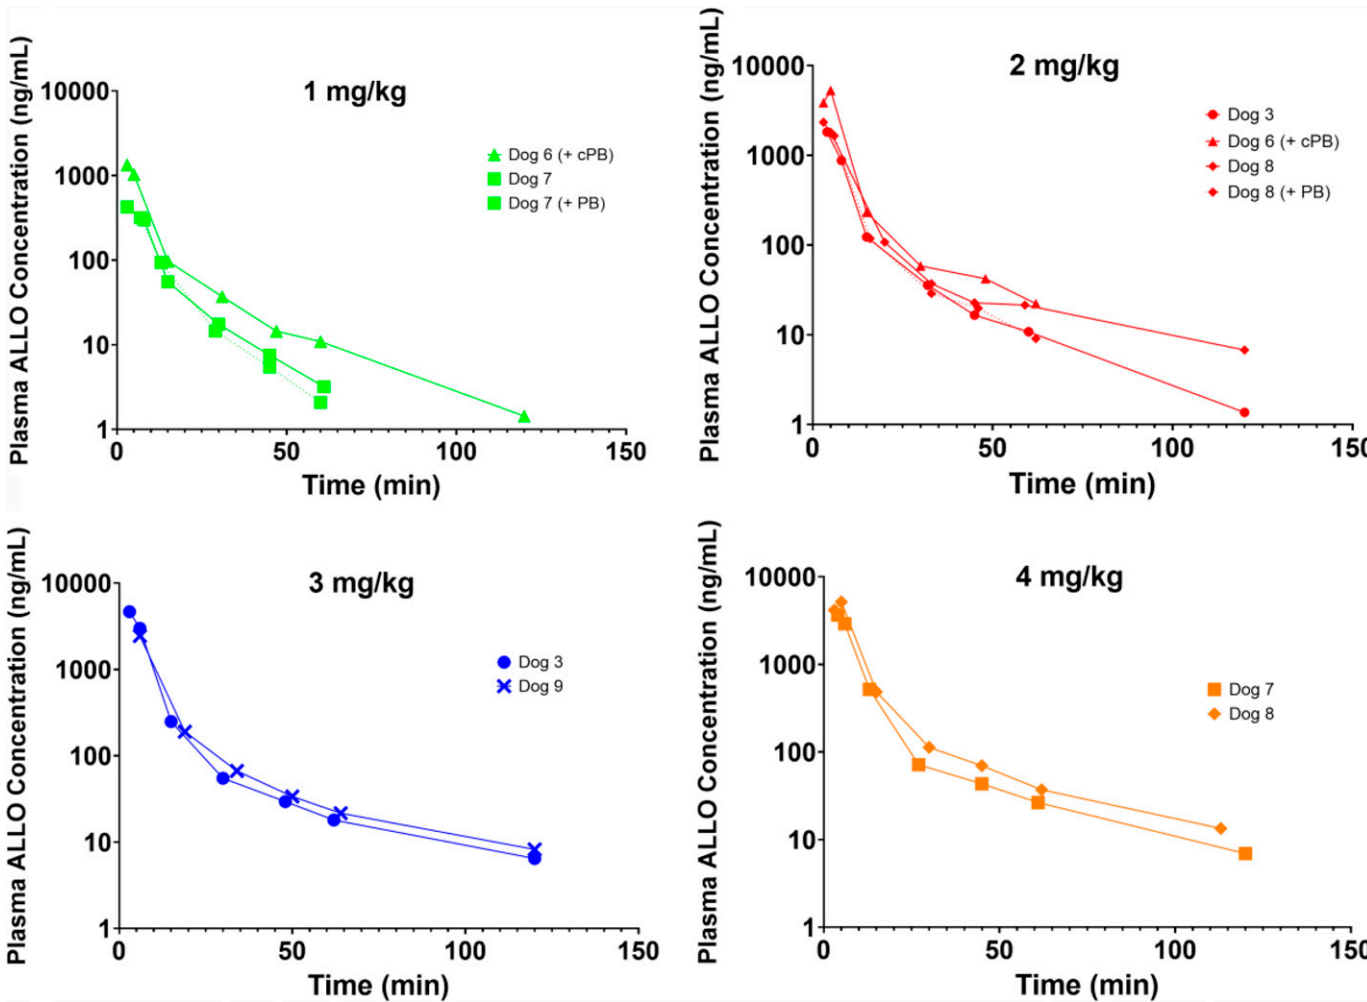 1 mg/kg
Plasma ALLO Concentration (ng/mL)
10000
1000
100
10
1
0
50
100
150
Time (min)
Dog 6 (+ cPB)
Dog 7
Dog 7 (+ PB)
2 mg/kg
Plasma ALLO Concentration (ng/mL)
10000
1000
100
10
1
0
50
100
150
Time (min)
Dog 3
Dog 6 (+ cPB)
Dog 8
Dog 8 (+ PB)
3 mg/kg
Plasma ALLO Concentration (ng/mL)
10000
1000
100
10
1
0
50
100
150
Time (min)
Dog 3
Dog 9
4 mg/kg
Plasma ALLO Concentration (ng/mL)
10000
1000
100
10
1
0
50
100
150
Time (min)
Dog 7
Dog 8